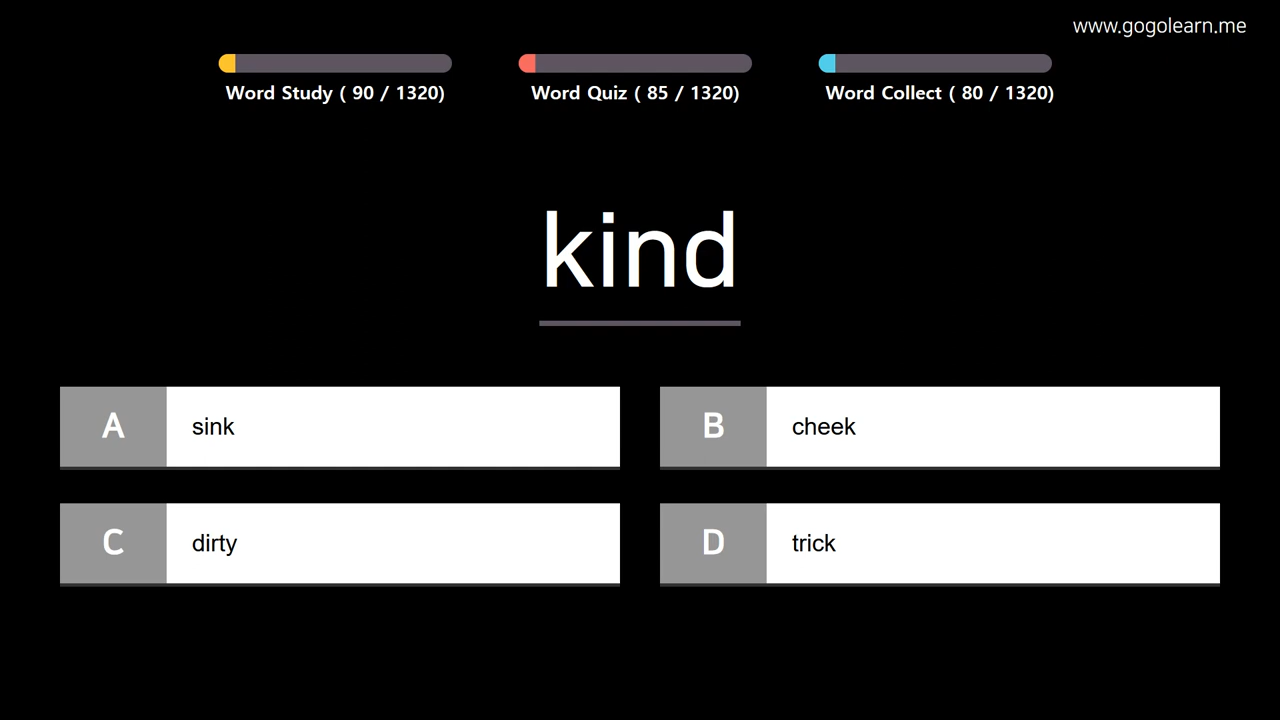 www.gogolearn.me
Word Study ( 90 / 1320)
Word Quiz ( 85 / 1320)
Word Collect ( 80 / 1320)
kind
A sink
B cheek
C dirty
D trick